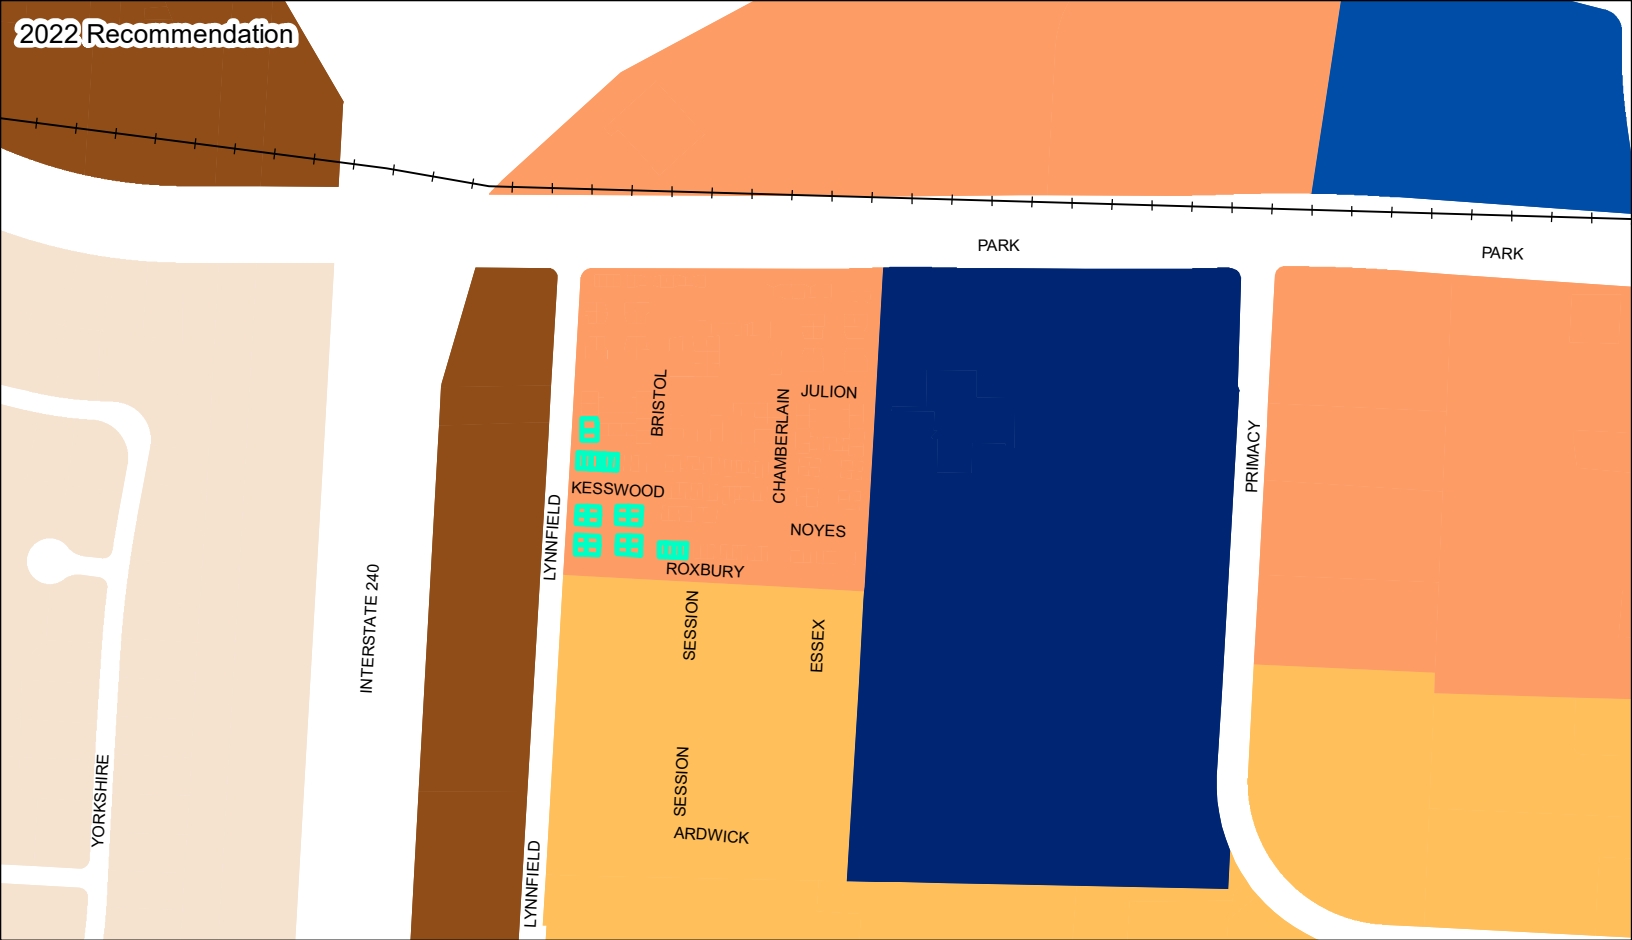 2022 Recommendation
PARK
PARK
BRISTOL
CHAMBERLAIN
JULION
PRIMACY
KESSWOOD
LYNNFIELD
NOYES
ROXBURY
INTERSTATE 240
SESSION
ESSEX
YORKSHIRE
SESSION
ARDWICK
LYNNFIELD